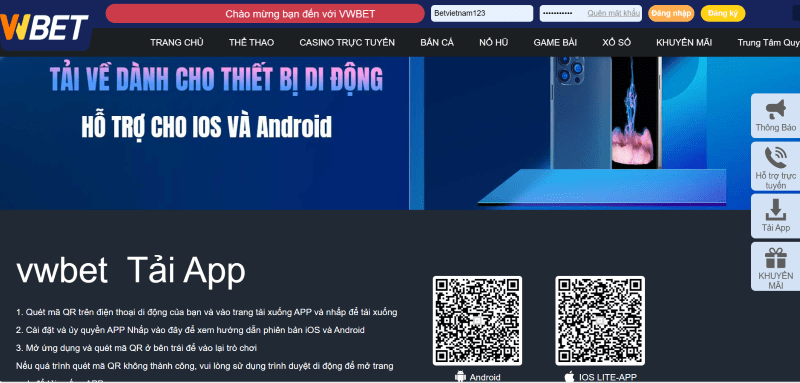 VWBET
Chào mừng bạn đến với VWBET
Betvietnam123
•••••••••••
Quên mật khẩu
Đăng nhập
Đăng ký
TRANG CHỦ
THỂ THAO
CASINO TRỰC TUYẾN
BẮN CÁ
NỔ HŨ
GAME BÀI
XỔ SỐ
KHUYẾN MÃI
Trung Tâm Quy
TẢI VỀ DÀNH CHO THIẾT BỊ DI ĐỘNG
HỖ TRỢ CHO IOS VÀ Android
Thông Báo
Hỗ trợ trực
tuyến
Tải App
KHUYẾN
MÃI
vwbet Tải App
1. Quét mã QR trên điện thoại di động của bạn và vào trang tải xuống APP và nhấp để tải xuống
2. Cài đặt và ủy quyền APP Nhấp vào đây để xem hướng dẫn phiên bản iOS và Android
3. Mở ứng dụng và quét mã QR ở bên trái để vào lại trò chơi
Nếu quá trình quét mã QR không thành công, vui lòng sử dụng trình duyệt di động để mở trang
Android
IOS LITE-APP